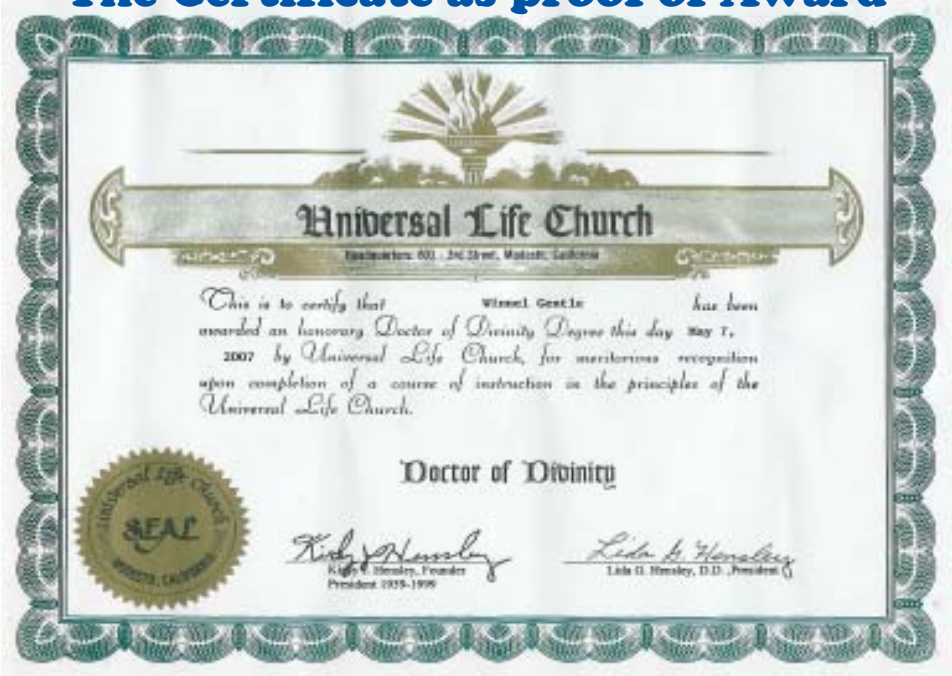 The Certificate as proof of Award
Universal Life Church
Headquarters: 601 - 3rd Street, Modesto, California
This is to certify that Winnel Gentle has been
awarded an honorary Doctor of Divinity Degree this day May 7,
2007 by Universal Life Church, for meritorious recognition
upon completion of a course of instruction in the principles of the
Universal Life Church.
Doctor of Divinity
Universal Life Church
SEAL
MODESTO, CALIFORNIA
Kirby J. Hensley
Kirby J. Hensley, Founder
President 1959-1999
Lida G. Hensley
Lida G. Hensley, D.D., President